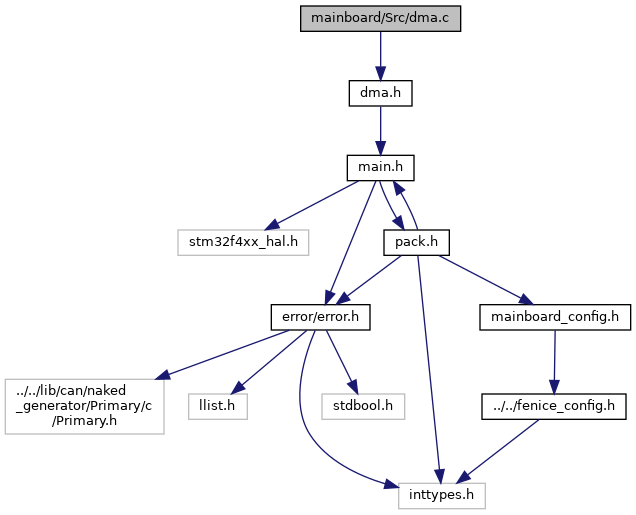 mainboard/Src/dma.c
dma.h
main.h
stm32f4xx_hal.h
pack.h
error/error.h
mainboard_config.h
../../lib/can/naked
_generator/Primary/c
/Primary.h
llist.h
stdbool.h
../../fenice_config.h
inttypes.h